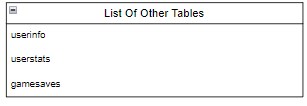 List Of Other Tables
userinfo
userstats
gamesaves